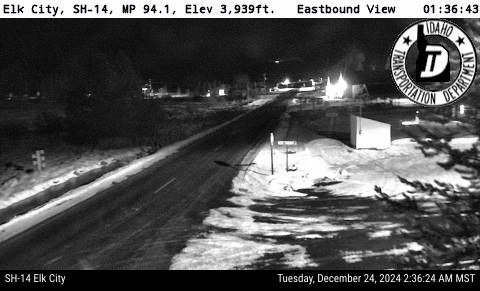 Elk City, SH-14, MP 94.1, Elev 3,939ft.   Eastbound View   01:36:43
IDAHO
TRANSPORTATION DEPARTMENT
SH-14 Elk City   Tuesday, December 24, 2024 2:36:24 AM MST